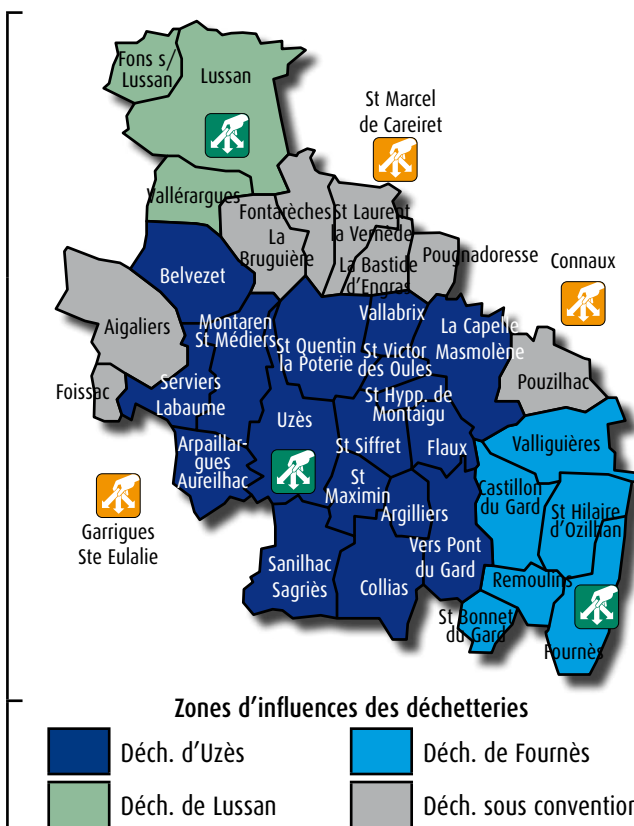 Fons s/
Lussan
Lussan
St Marcel
de Careiret
Vallérargues
Fontarèches
La
Bruguière
St Laurent
la Vernède
La Bastide
d'Engras
Pougnadoresse
Connaux
Belvezet
Aigaliers
Montaren
St Médiers
St Quentin
la Poterie
Vallabrix
St Victor
des Oules
La Capelle
Masmolène
Pouzilhac
Foissac
Serviers
Labaume
St Hypp. de
Montaigu
Uzès
Valliguières
Arpaillar-
gues
Aureilhac
St Siffret
Flaux
St
Maximin
Castillon
du Gard
St Hilaire
d'Ozilhan
Garrigues
Ste Eulalie
Argilliers
Vers Pont
du Gard
Sanilhac
Sagriès
Collias
Remoulins
St Bonnet
du Gard
Fournès
Zones d'influences des déchetteries
Déch. d'Uzès
Déch. de Fournès
Déch. de Lussan
Déch. sous convention